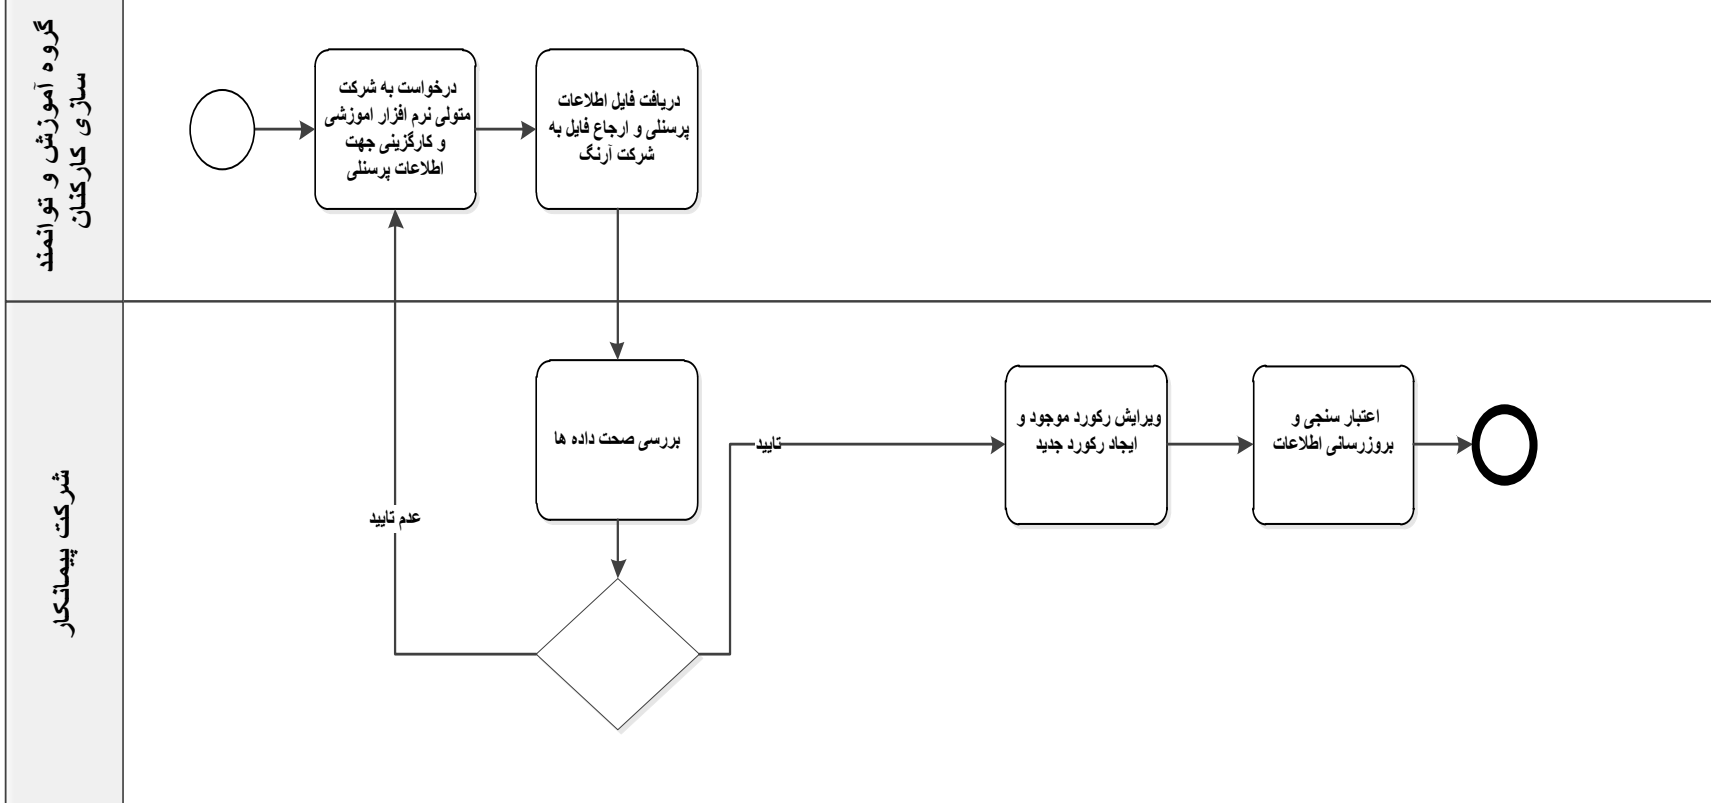 گروه آموزش و توانمند
سازی کارکنان
درخواست به شرکت
متولی نرم افزار اموزشی
و کارگزینی جهت
اطلاعات پرسنلی
دریافت فایل اطلاعات
پرسنلی و ارجاع فایل به
شرکت آرنگ
شرکت پیمانکار
بررسی صحت داده ها
عدم تایید
تایید
ویرایش رکورد موجود و
ایجاد رکورد جدید
اعتبار سنجی و
بروزرسانی اطلاعات